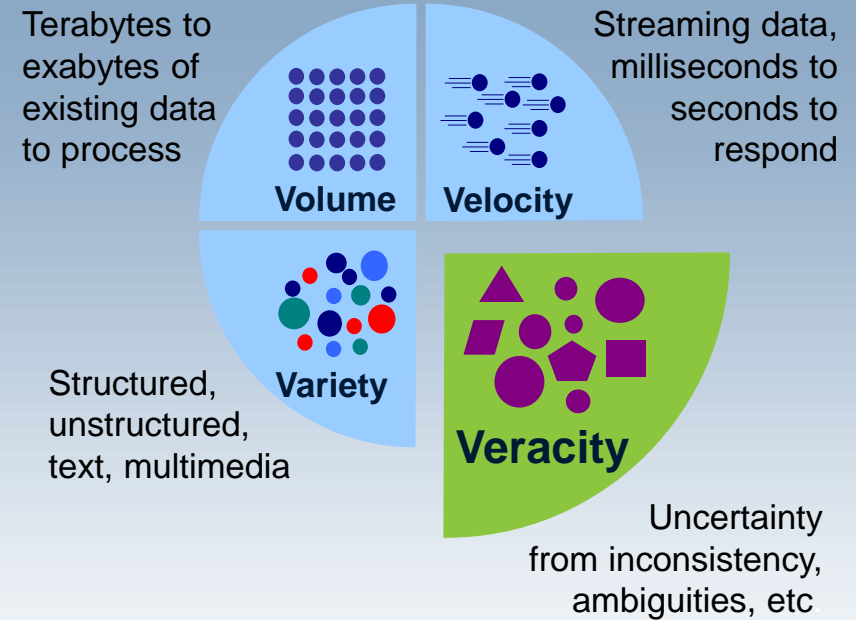 Terabytes to
exabytes of
existing data
to process
Volume
Streaming data,
milliseconds to
seconds to
respond
Velocity
Structured,
unstructured,
text, multimedia
Variety
Veracity
Uncertainty
from inconsistency,
ambiguities, etc.